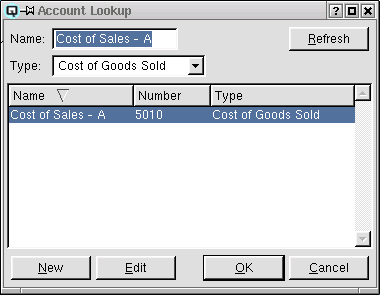 Account Lookup
Name: Cost of Sales - A Refresh
Type: Cost of Goods Sold
Name Number Type
Cost of Sales - A 5010 Cost of Goods Sold
New Edit OK Cancel